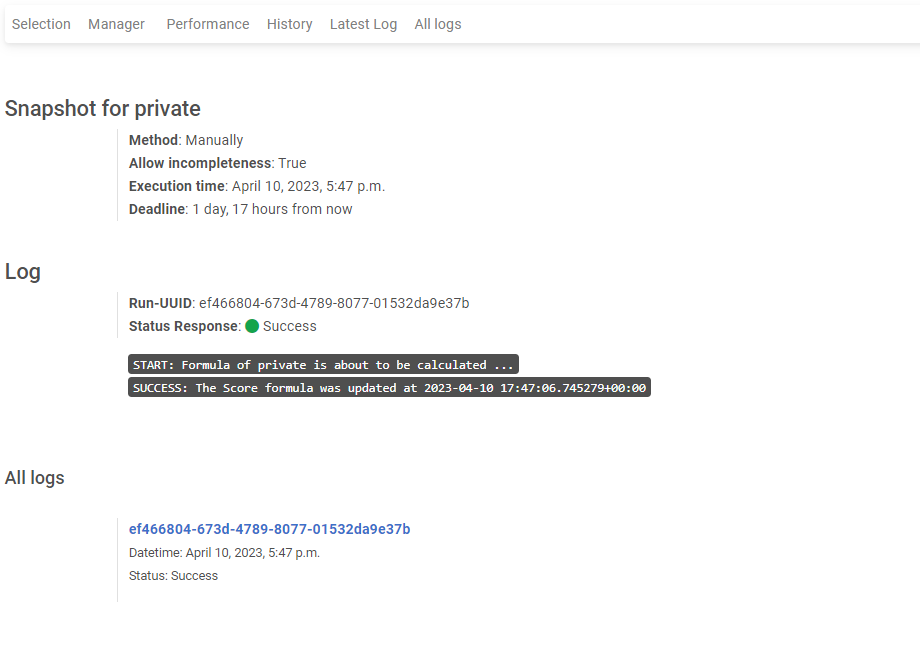 Selection Manager Performance History Latest Log All logs
Snapshot for private
Method: Manually
Allow incompleteness: True
Execution time: April 10, 2023, 5:47 p.m.
Deadline: 1 day, 17 hours from now
Log
Run-UUID: ef466804-673d-4789-8077-01532da9e37b
Status Response: Success
START: Formula of private is about to be calculated ...
SUCCESS: The Score formula was updated at 2023-04-10 17:47:06.745279+00:00
All logs
ef466804-673d-4789-8077-01532da9e37b
Datetime: April 10, 2023, 5:47 p.m.
Status: Success